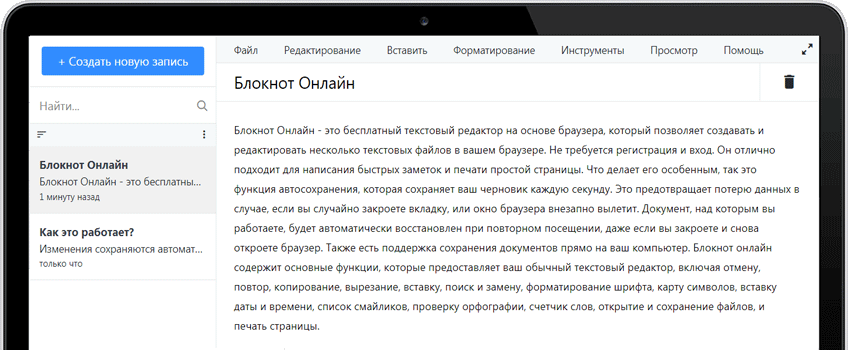 + Создать новую запись
Найти...
Блокнот Онлайн
Блокнот Онлайн - это бесплатны...
1 минуту назад
Как это работает?
Изменения сохраняются автомат...
только что
Файл Редактирование Вставить Форматирование Инструменты Просмотр Помощь
Блокнот Онлайн
Блокнот Онлайн - это бесплатный текстовый редактор на основе браузера, который позволяет создавать и
редактировать несколько текстовых файлов в вашем браузере. Не требуется регистрация и вход. Он отлично
подходит для написания быстрых заметок и печати простой страницы. Что делает его особенным, так это
функция автосохранения, которая сохраняет ваш черновик каждую секунду. Это предотвращает потерю данных в
случае, если вы случайно закроете вкладку, или окно браузера внезапно вылетит. Документ, над которым вы
работаете, будет автоматически восстановлен при повторном посещении, даже если вы закроете и снова
откроете браузер. Также есть поддержка сохранения документов прямо на ваш компьютер. Блокнот онлайн
содержит основные функции, которые предоставляет ваш обычный текстовый редактор, включая отмену,
повтор, копирование, вырезание, вставку, поиск и замену, форматирование шрифта, карту символов, вставку
даты и времени, список смайликов, проверку орфографии, счетчик слов, открытие и сохранение файлов, и
печать страницы.